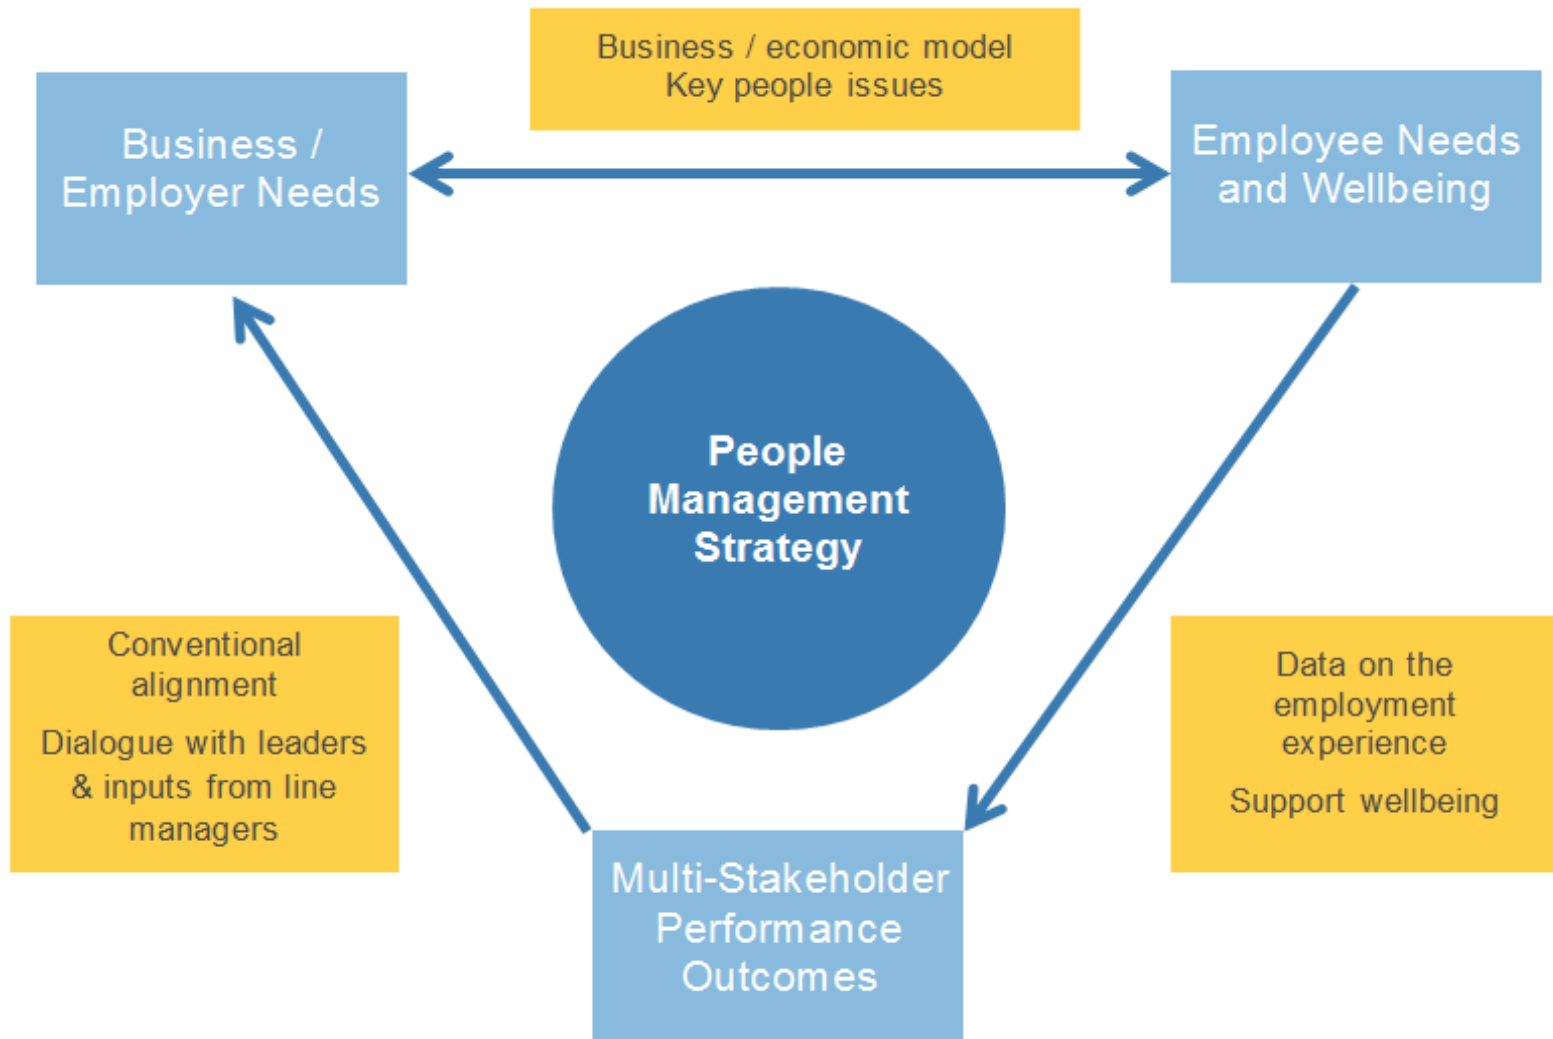 Business / economic model
Key people issues
Business /
Employer Needs
Employee Needs
and Wellbeing
People
Management
Strategy
Conventional
alignment
Dialogue with leaders
& inputs from line
managers
Data on the
employment
experience
Support wellbeing
Multi-Stakeholder
Performance
Outcomes